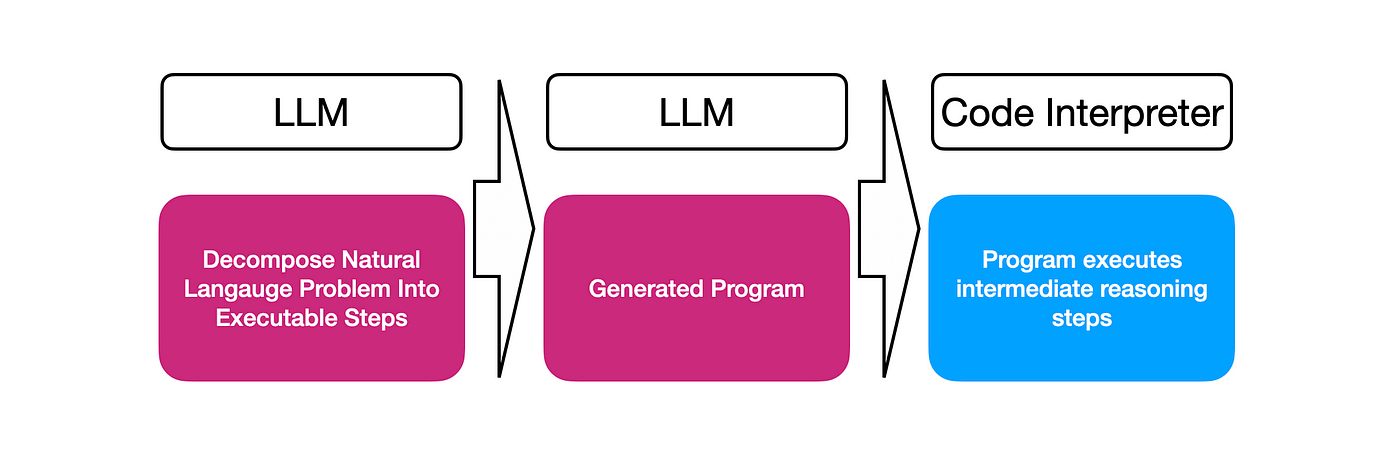 LLM
LLM
Code Interpreter
Decompose Natural
Langauge Problem Into
Executable Steps
Generated Program
Program executes
intermediate reasoning
steps